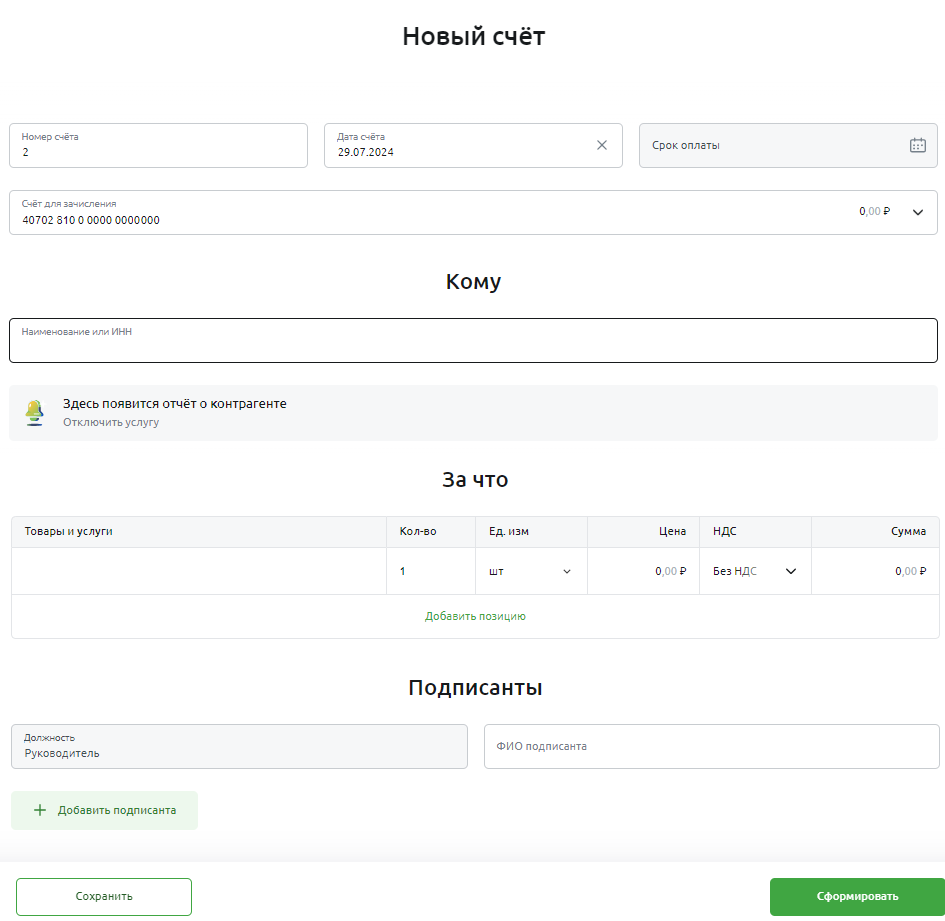 Новый счёт
Номер счёта
2
Дата счёта
29.07.2024
Срок оплаты
Счёт для зачисления
40702 810 0 0000 0000000
0,00 ₽
Кому
Наименование или ИНН
Здесь появится отчёт о контрагенте
Отключить услугу
За что
Товары и услуги Кол-во Ед. изм Цена НДС Сумма
1 шт 0,00 ₽ Без НДС 0,00 ₽
Добавить позицию
Подписанты
Должность
Руководитель
ФИО подписанта
+ Добавить подписанта
Сохранить Сформировать